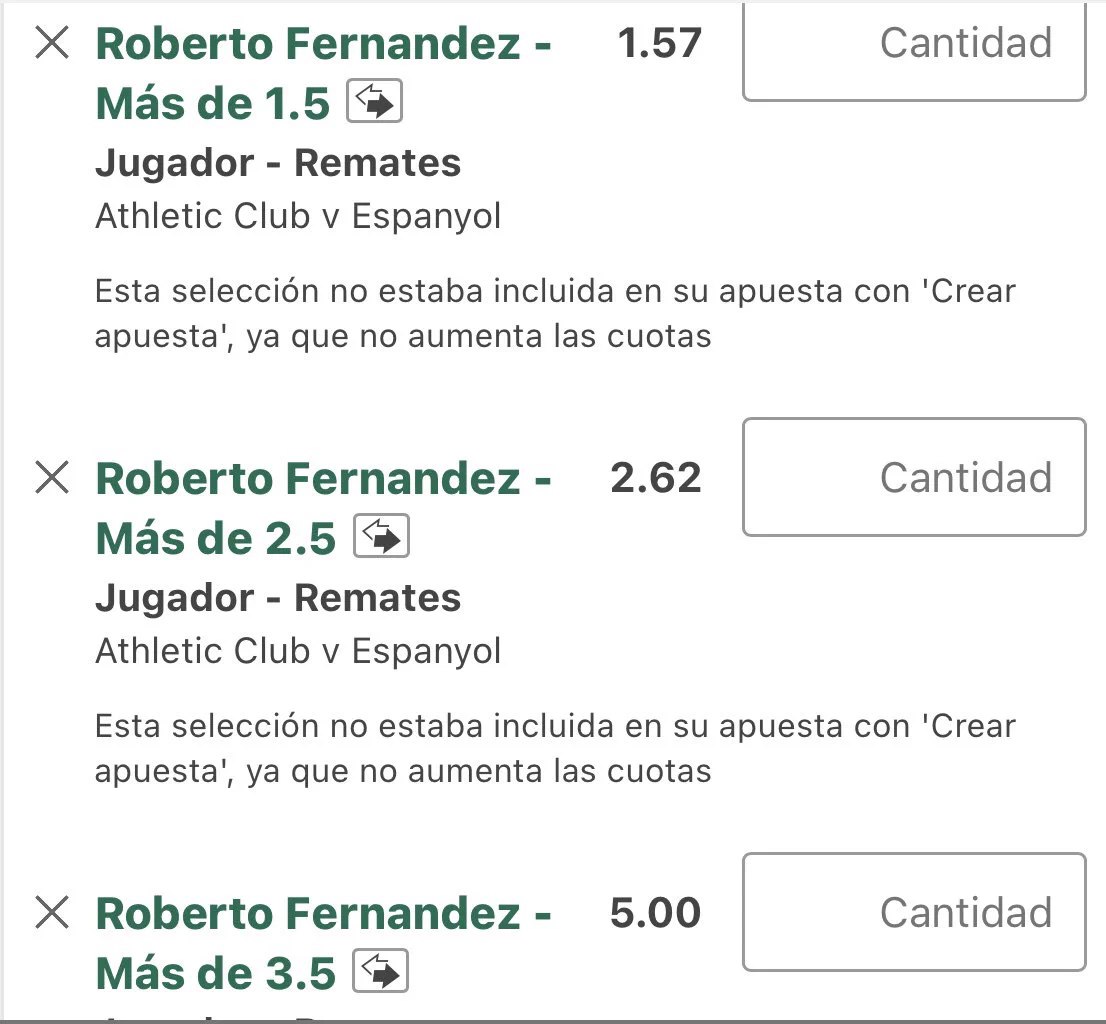 Roberto Fernandez - 1.57 Cantidad
Más de 1.5
Jugador - Remates
Athletic Club v Espanyol
Esta selección no estaba incluida en su apuesta con 'Crear
apuesta', ya que no aumenta las cuotas
Roberto Fernandez - 2.62 Cantidad
Más de 2.5
Jugador - Remates
Athletic Club v Espanyol
Esta selección no estaba incluida en su apuesta con 'Crear
apuesta', ya que no aumenta las cuotas
Roberto Fernandez - 5.00 Cantidad
Más de 3.5